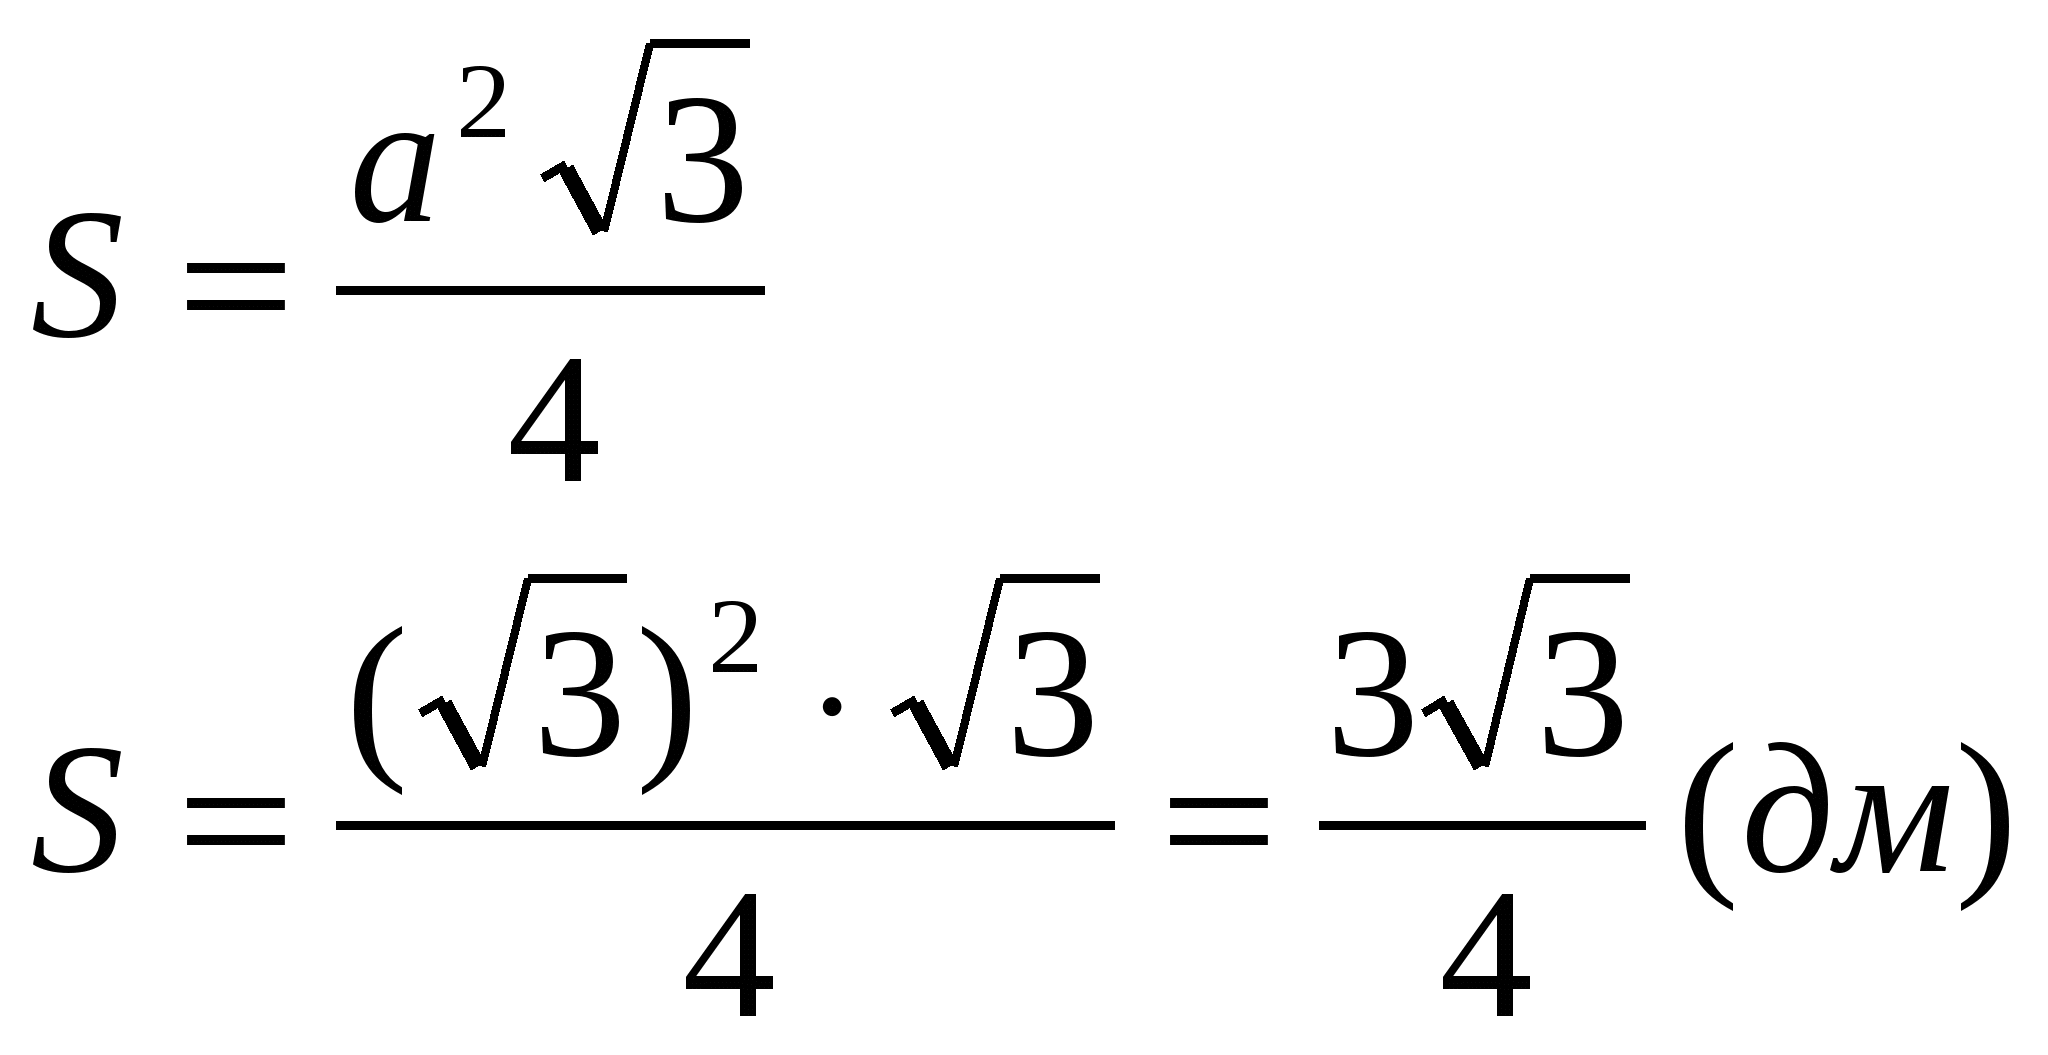 S = a²√3 / 4
S = (√3)² · √3 / 4 = 3√3 / 4 (дм)